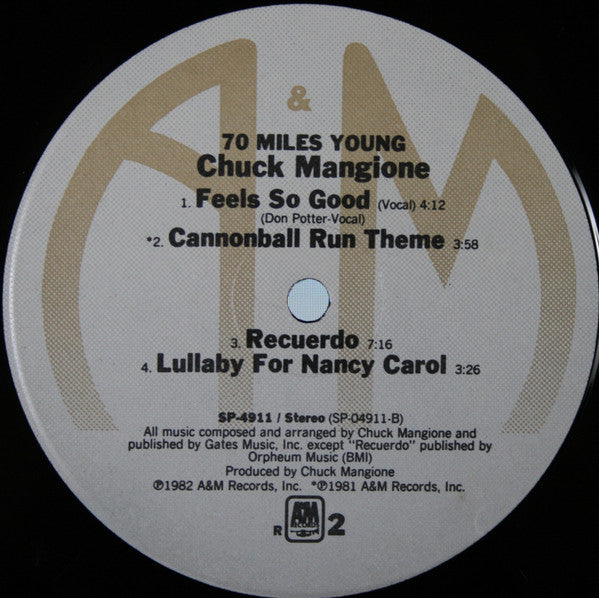 A & M
70 MILES YOUNG
Chuck Mangione
1. Feels So Good (Vocal) 4:12
(Don Potter-Vocal)
*2. Cannonball Run Theme 3:58
3. Recuerdo 7:16
4. Lullaby For Nancy Carol 3:26
SP-4911 / Stereo (SP-04911-B)
All music composed and arranged by Chuck Mangione and
published by Gates Music, Inc. except "Recuerdo" published by
Orpheum Music (BMI)
Produced by Chuck Mangione
℗1982 A&M Records, Inc. *℗1981 A&M Records, Inc.
R A&M RECORDS 2